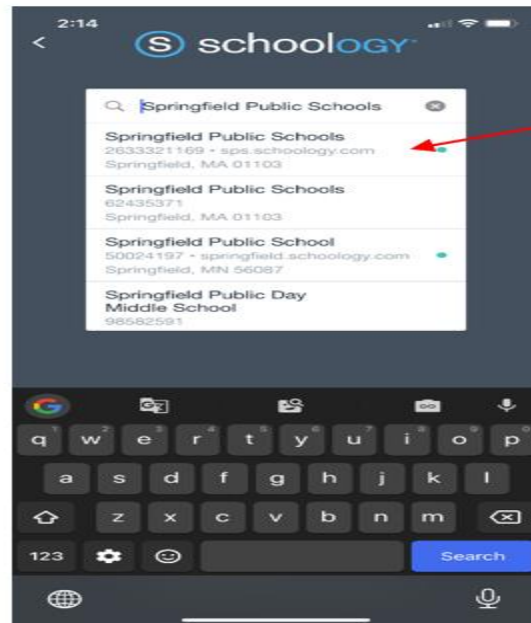 2:14
S schoology
Springfield Public Schools
Springfield Public Schools
2633321169 • sps.schoology.com
Springfield, MA 01103
Springfield Public Schools
62435371
Springfield, MA 01103
Springfield Public School
50024197 • springfield.schoology.com
Springfield, MN 56087
Springfield Public Day
Middle School
98582591
G
q w e r t y u i o p
a s d f g h j k l
z x c v b n m
123 Search